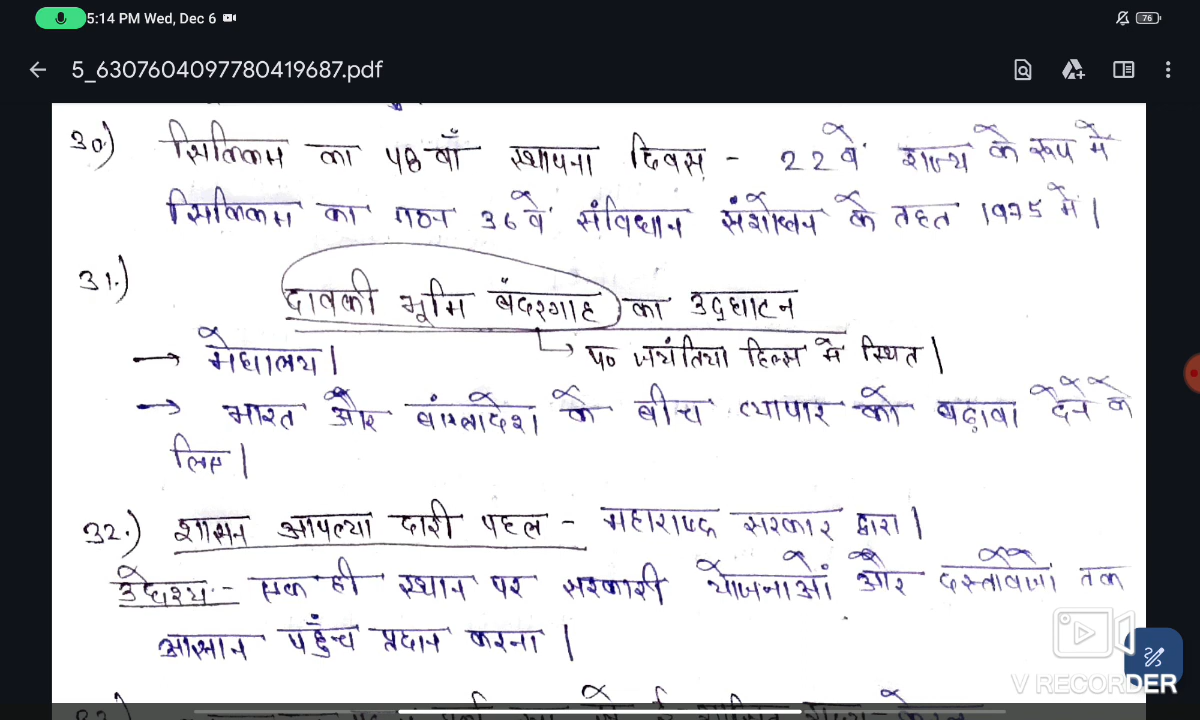 5:14 PM Wed, Dec 6
76
5_6307604097780419687.pdf
30) सिक्किम का 48वाँ स्थापना दिवस - 22वें राज्य के रूप में
सिक्किम का गठन 36वें संविधान संशोधन के तहत 1975 में।
31.) दावकी भूमि बंदरगाह का उद्घाटन
→ मेघालय।
→ प० जयंतिया हिल्स में स्थित।
→ भारत और बांग्लादेश के बीच व्यापार को बढ़ावा देने के
लिए।
32.) शासन आपल्या दारी पहल - महाराष्ट्र सरकार द्वारा।
उद्देश्य:- एक ही स्थान पर सरकारी योजनाओं और दस्तावेजों तक
आसान पहुँच प्रदान करना।
V RECORDER